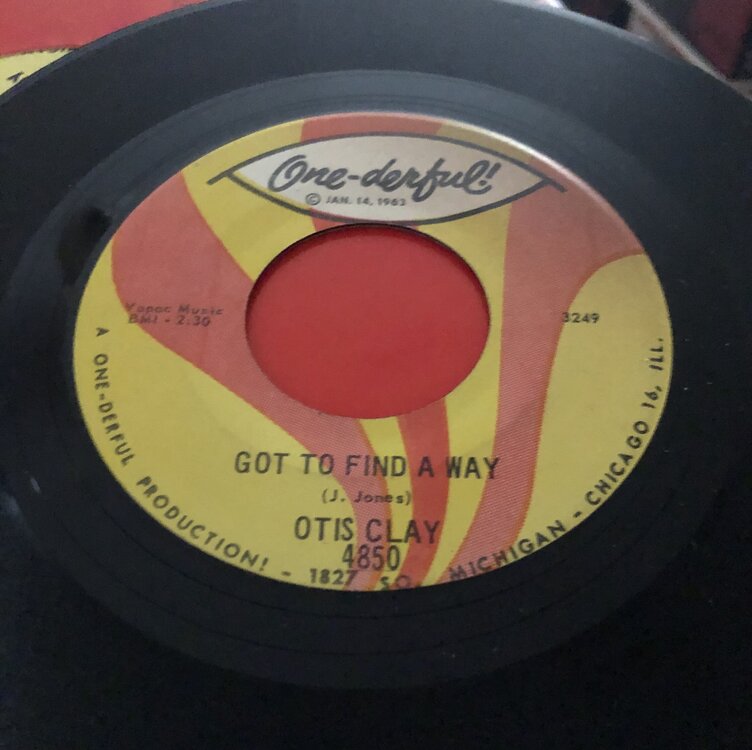 One-derful!
© JAN. 14, 1963
Vapac Music
BMI - 2:30
3249
GOT TO FIND A WAY
(J. Jones)
OTIS CLAY
4850
A ONE-DERFUL PRODUCTION! - 1827 SO. MICHIGAN - CHICAGO 16, ILL.